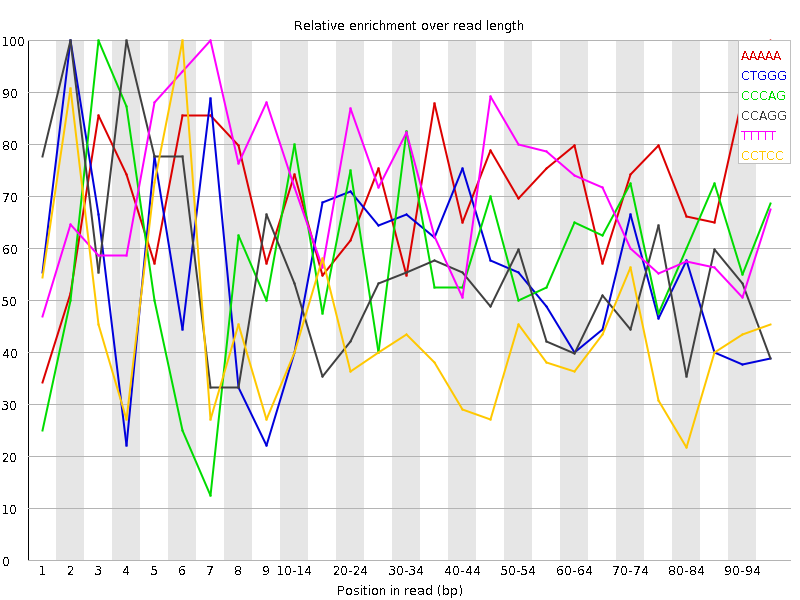 Relative enrichment over read length
100
90
80
70
60
50
40
30
20
10
0
AAAAA
CTGGG
CCCAG
CCAGG
TTTTT
CCTCC
1 2 3 4 5 6 7 8 9 10-14 20-24 30-34 40-44 50-54 60-64 70-74 80-84 90-94
Position in read (bp)